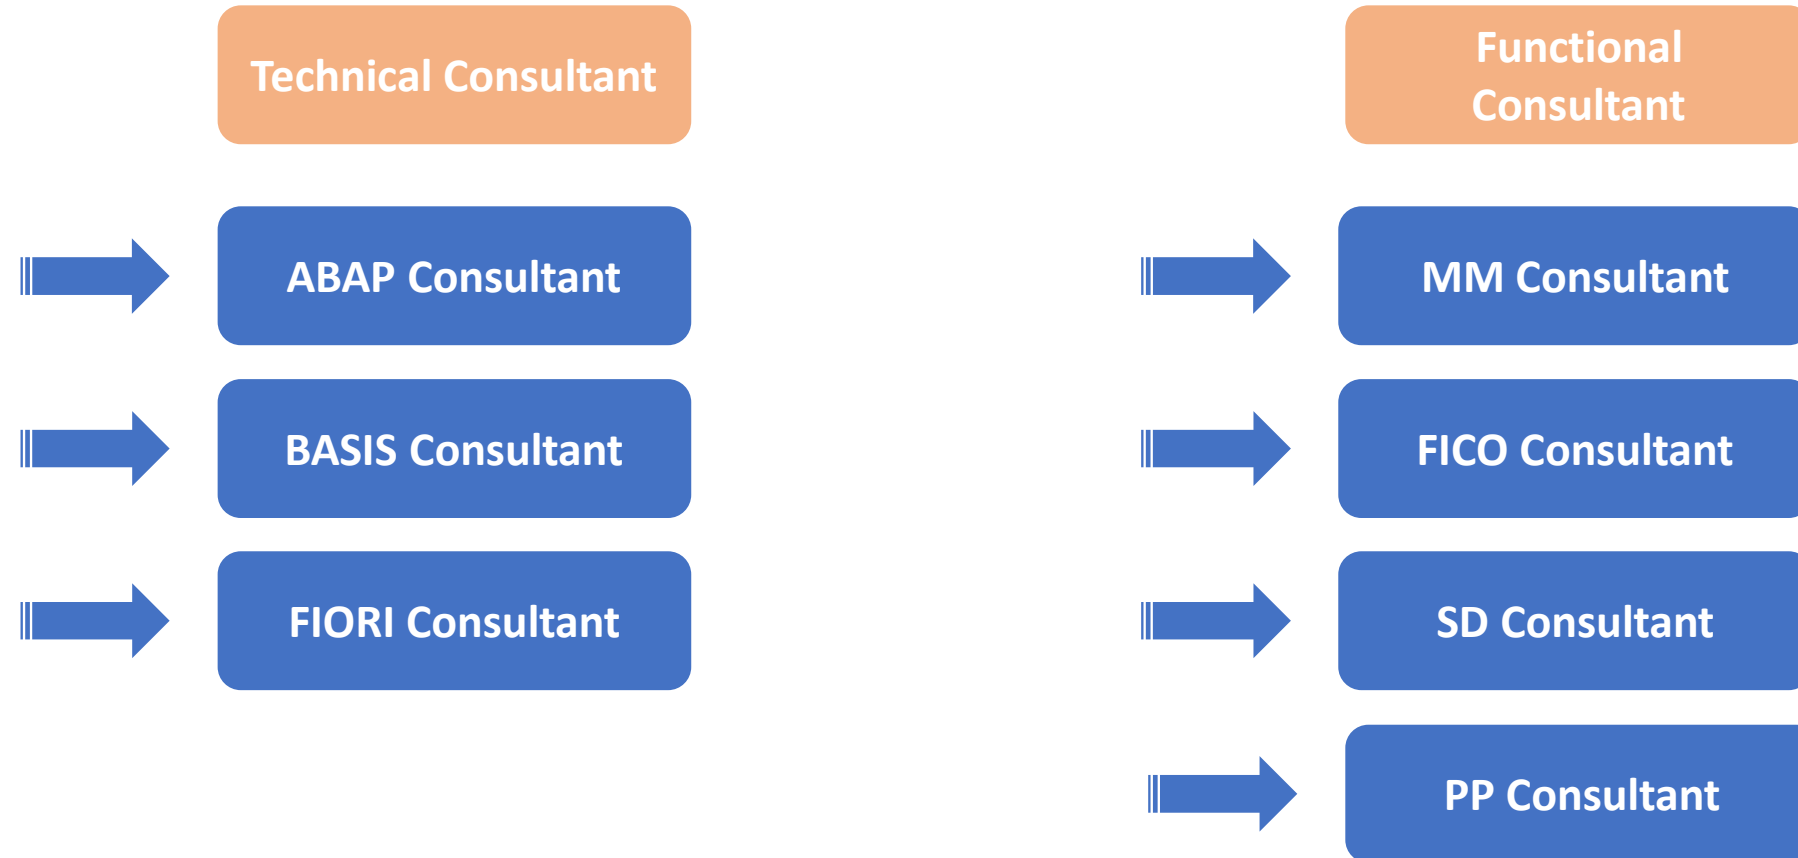 Technical Consultant
ABAP Consultant
BASIS Consultant
FIORI Consultant
Functional
Consultant
MM Consultant
FICO Consultant
SD Consultant
PP Consultant